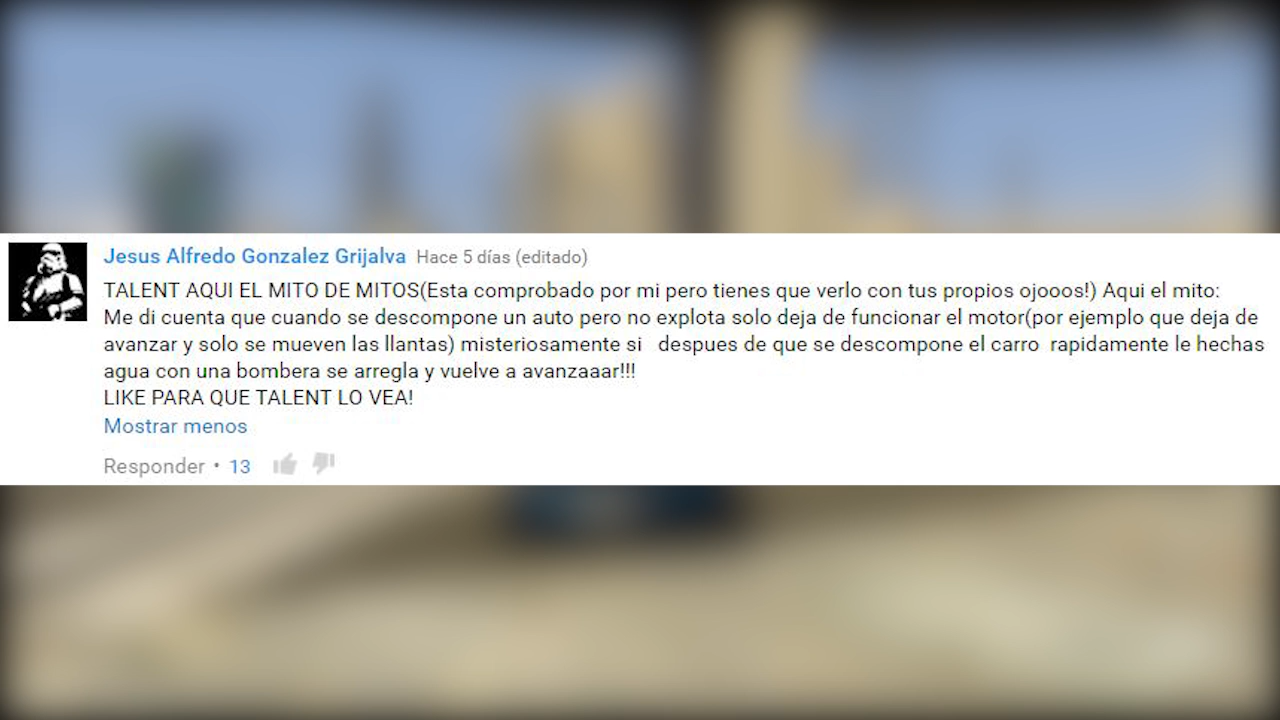 Jesus Alfredo Gonzalez Grijalva Hace 5 días (editado)
TALENT AQUI EL MITO DE MITOS(Esta comprobado por mi pero tienes que verlo con tus propios ojooos!) Aqui el mito:
Me di cuenta que cuando se descompone un auto pero no explota solo deja de funcionar el motor(por ejemplo que deja de
avanzar y solo se mueven las llantas) misteriosamente si   despues de que se descompone el carro  rapidamente le hechas
agua con una bombera se arregla y vuelve a avanzaaar!!!
LIKE PARA QUE TALENT LO VEA!
Mostrar menos
Responder • 13